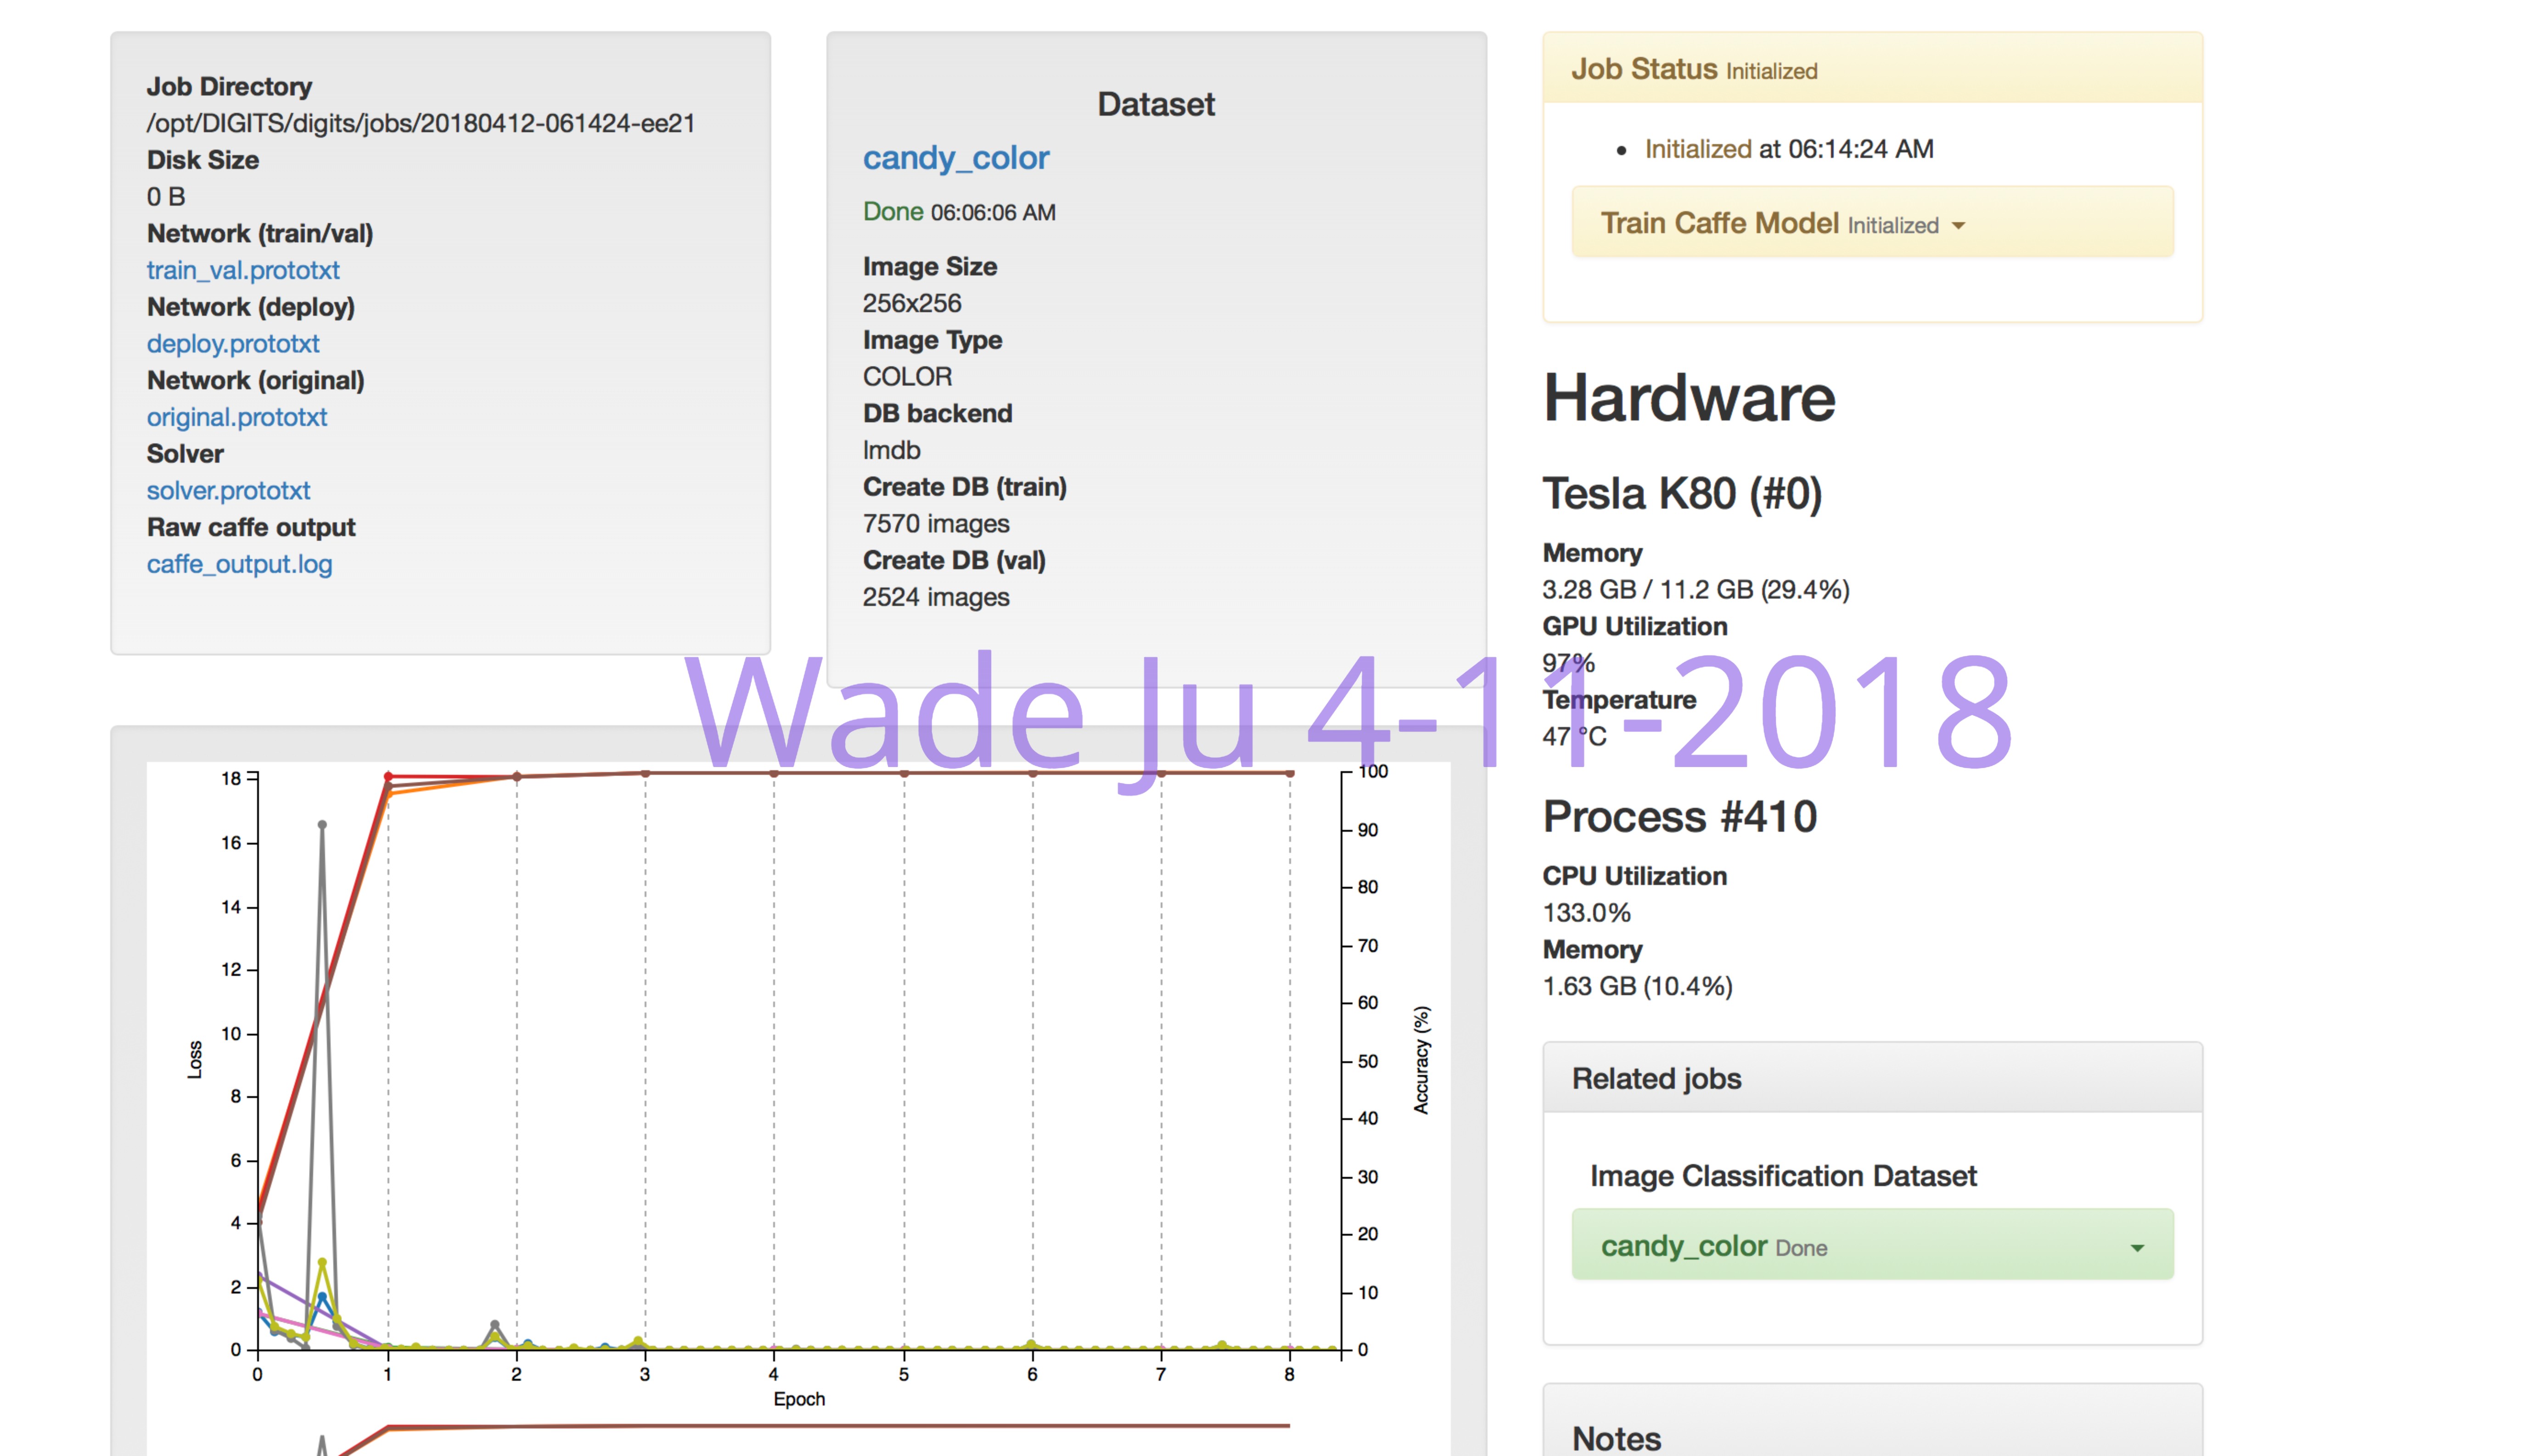 Job Directory
/opt/DIGITS/digits/jobs/20180412-061424-ee21
Disk Size
0 B
Network (train/val)
train_val.prototxt
Network (deploy)
deploy.prototxt
Network (original)
original.prototxt
Solver
solver.prototxt
Raw caffe output
caffe_output.log
Dataset
candy_color
Done 06:06:06 AM
Image Size
256x256
Image Type
COLOR
DB backend
lmdb
Create DB (train)
7570 images
Create DB (val)
2524 images
Job Status Initialized
Initialized at 06:14:24 AM
Train Caffe Model Initialized
Hardware
Tesla K80 (#0)
Memory
3.28 GB / 11.2 GB (29.4%)
GPU Utilization
97%
Temperature
47 °C
Wade Ju 4-11-2018
Process #410
CPU Utilization
133.0%
Memory
1.63 GB (10.4%)
Related jobs
Image Classification Dataset
candy_color Done
Notes
18
16
14
12
10
8
6
4
2
0
Loss
0 1 2 3 4 5 6 7 8
Epoch
100
90
80
70
60
50
40
30
20
10
0
Accuracy (%)